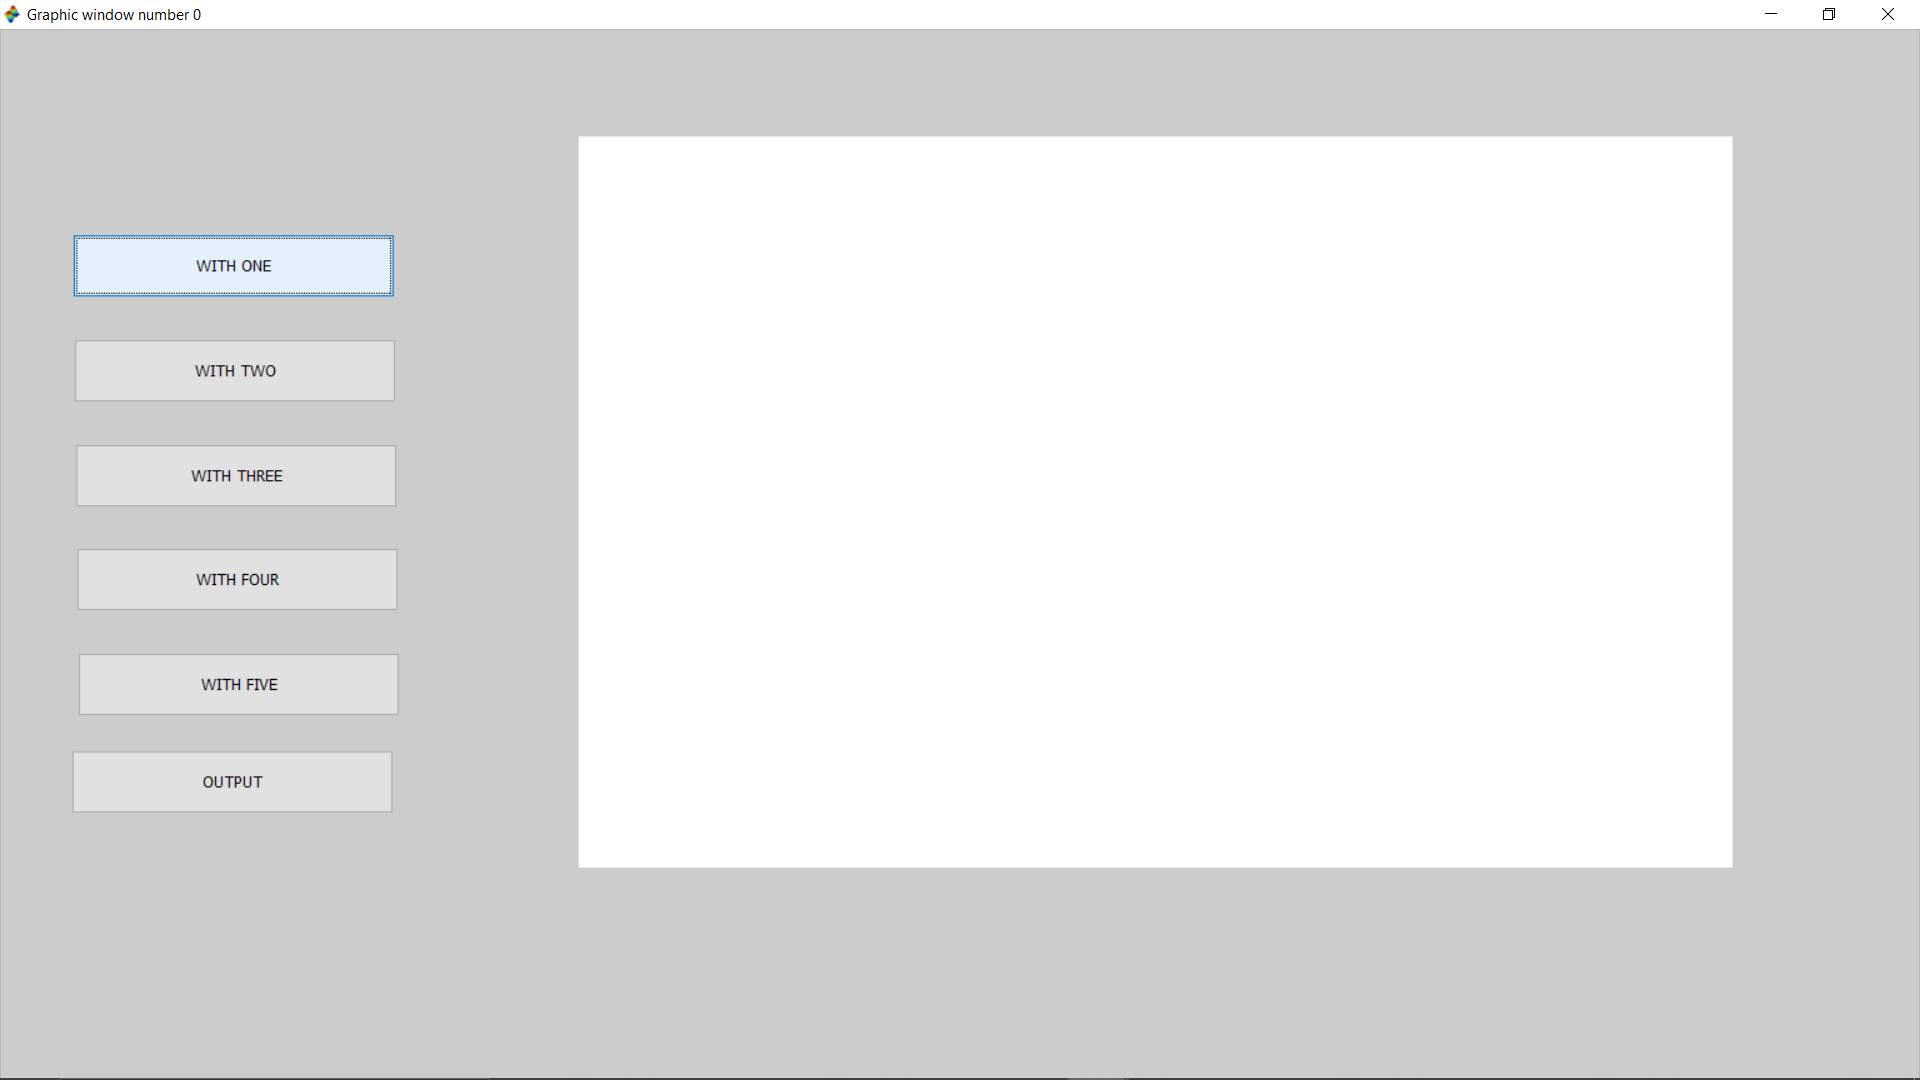 Graphic window number 0
WITH ONE
WITH TWO
WITH THREE
WITH FOUR
WITH FIVE
OUTPUT